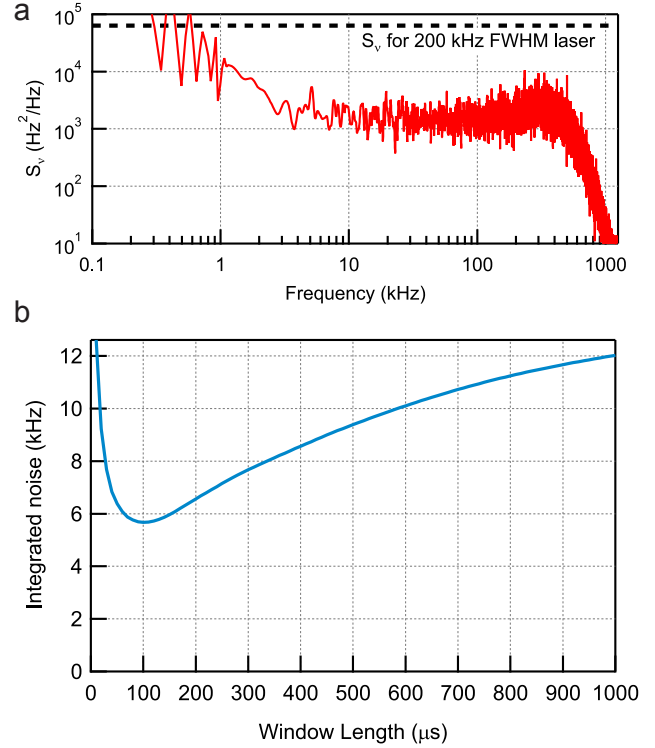 a
10^5
10^4
10^3
10^2
10^1
S_ν (Hz^2/Hz)
S_ν for 200 kHz FWHM laser
0.1 1 10 100 1000
Frequency (kHz)
b
12
10
8
6
4
2
0
Integrated noise (kHz)
0 100 200 300 400 500 600 700 800 900 1000
Window Length (μs)